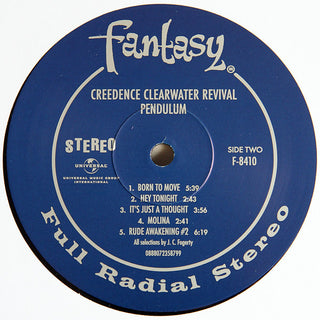 fantasy
CREEDENCE CLEARWATER REVIVAL
PENDULUM
STEREO
UNIVERSAL
UNIVERSAL MUSIC GROUP
INTERNATIONAL
SIDE TWO
F-8410
1. BORN TO MOVE 5:39
2. HEY TONIGHT 2:43
3. IT'S JUST A THOUGHT 3:56
4. MOLINA 2:41
5. RUDE AWAKENING #2 6:19
All selections by J. C. Fogerty
0888072358799
Full Radial Stereo